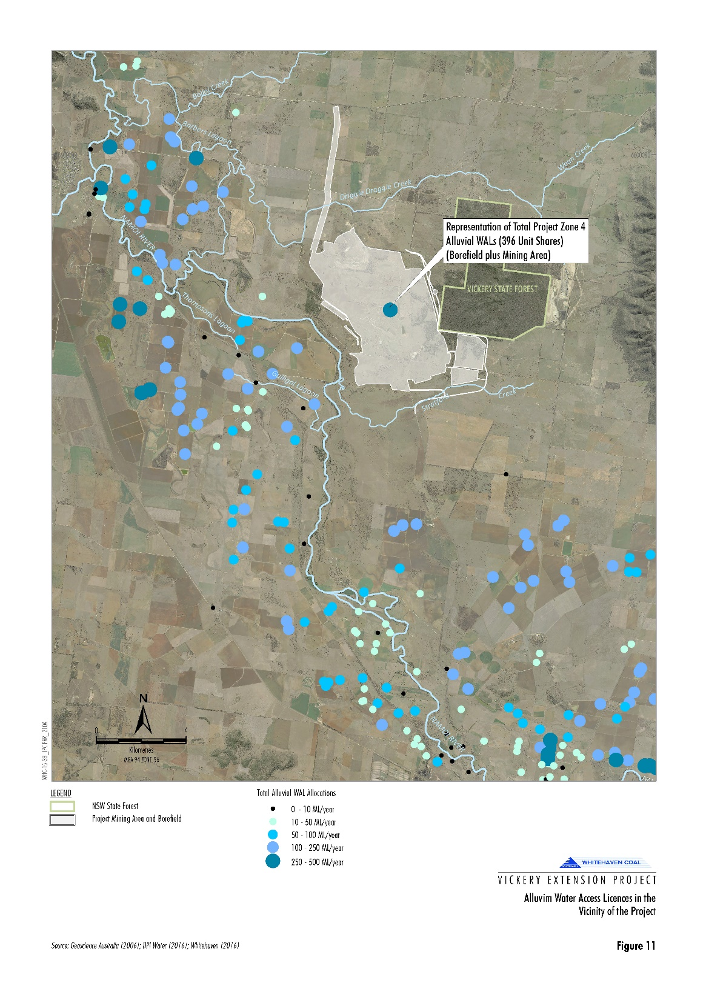 Bollol Creek
Barbers Lagoon
Wean Creek
6600000
6600000
Driggle Draggle Creek
NAMOI RIVER
Representation of Total Project Zone 4
Alluvial WALs (396 Unit Shares)
(Borefield plus Mining Area)
VICKERY STATE FOREST
Thompsons Lagoon
Gulligal Lagoon
Stratford
Creek
N
0
4
Kilometres
MGA 94 ZONE 56
NAMOI RIVER
LEGEND
NSW State Forest
Project Mining Area and Borefield
Total Alluvial WAL Allocations
0 - 10 ML/year
10 - 50 ML/year
50 - 100 ML/year
100 - 250 ML/year
250 - 500 ML/year
WHITEHAVEN COAL
VICKERY EXTENSION PROJECT
Alluvim Water Access Licences in the
Vicinity of the Project
Source: Geoscience Australia (2006); DPI Water (2016); Whitehaven (2016)
Figure 11